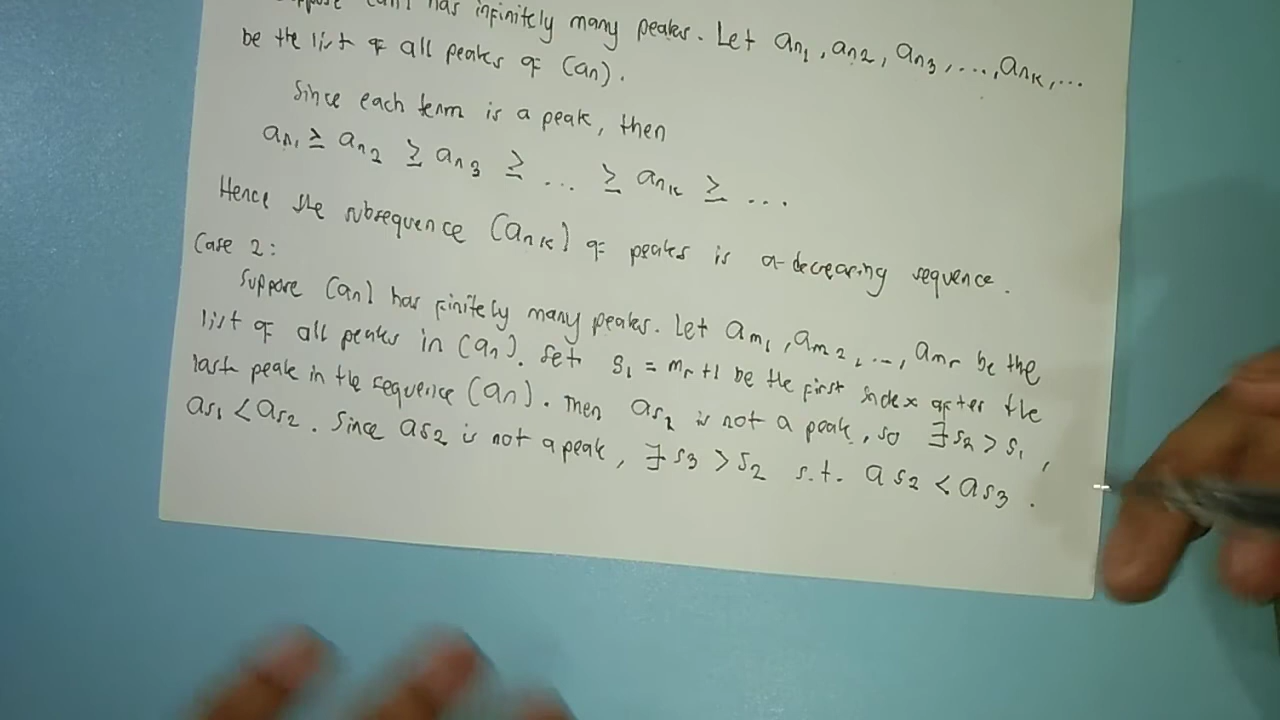 Suppose (an) has infinitely many peaks. Let an₁, an₂, an₃, ..., anₖ, ...
be the list of all peaks of (an).
Since each term is a peak, then
an₁ ≥ an₂ ≥ an₃ ≥ ... ≥ anₖ ≥ ...
Hence the subsequence (anₖ) of peaks is a decreasing sequence.
Case 2:
Suppose (an) has finitely many peaks. Let am₁, am₂, ..., amᵣ be the
list of all peaks in (an). Set s₁ = mᵣ+1 be the first index after the
last peak in the sequence (an). Then as₂ is not a peak, so ∃ s₂ > s₁,
as₁ < as₂. Since as₂ is not a peak, ∃ s₃ > s₂ s.t. as₂ < as₃.